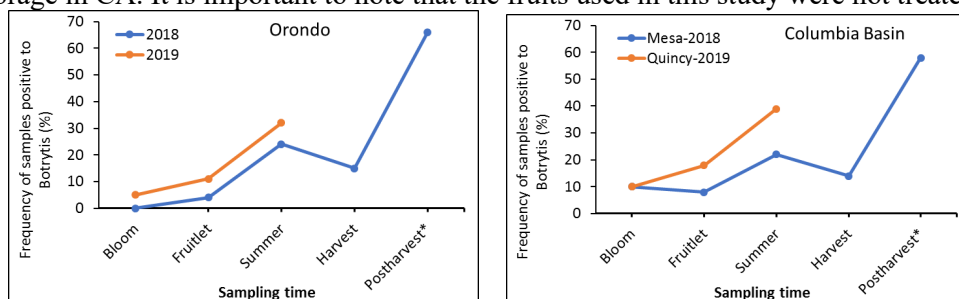 oruge in CA. It is important to note that the fruits used in this study were not treate
Orondo
2018
2019
Frequency of samples positive to
Botrytis (%)
70
60
50
40
30
20
10
0
Bloom
Fruitlet
Summer
Harvest
Postharvest*
Sampling time
Columbia Basin
Mesa-2018
Quincy-2019
Frequency of samples positive to
Botrytis (%)
70
60
50
40
30
20
10
0
Bloom
Fruitlet
Summer
Harvest
Postharvest*
Sampling time